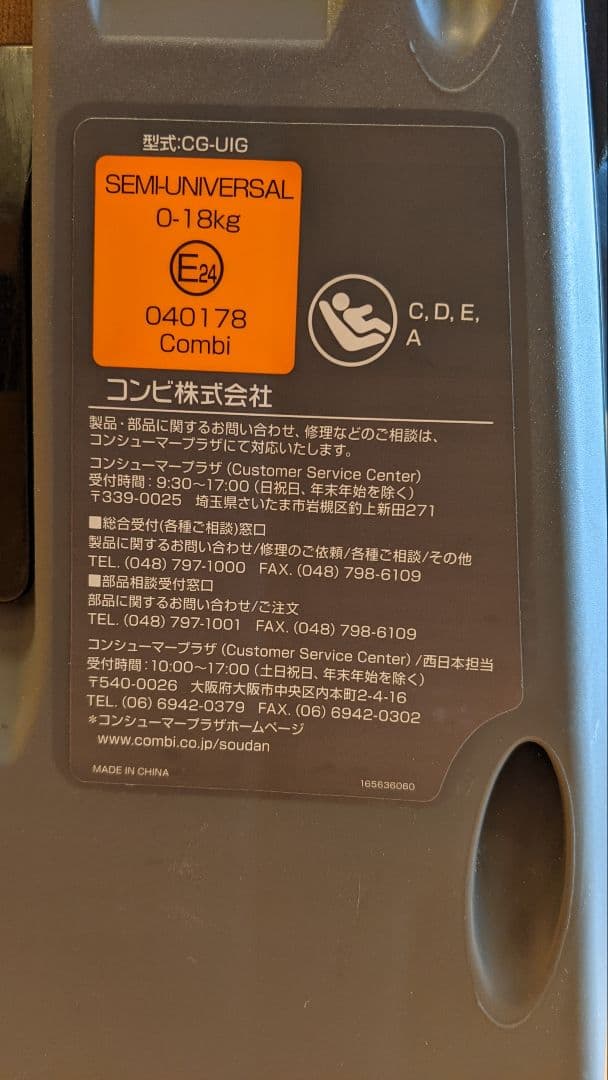 型式:CG-UIG
SEMI-UNIVERSAL
0-18kg
E24
040178
Combi
C, D, E,
A
コンビ株式会社
製品・部品に関するお問い合わせ、修理などのご相談は、
コンシューマープラザにて対応いたします。
コンシューマープラザ (Customer Service Center)
受付時間:9:30〜17:00 (日祝日、年末年始を除く)
〒339-0025 埼玉県さいたま市岩槻区釣上新田271
■総合受付(各種ご相談)窓口
製品に関するお問い合わせ/修理のご依頼/各種ご相談/その他
TEL. (048) 797-1000 FAX. (048) 798-6109
■部品相談受付窓口
部品に関するお問い合わせ/ご注文
TEL. (048) 797-1001 FAX. (048) 798-6109
コンシューマープラザ (Customer Service Center) /西日本担当
受付時間:10:00〜17:00 (土日祝日、年末年始を除く)
〒540-0026 大阪府大阪市中央区内本町2-4-16
TEL. (06) 6942-0379 FAX. (06) 6942-0302
*コンシューマープラザホームページ
www.combi.co.jp/soudan
MADE IN CHINA
165636060